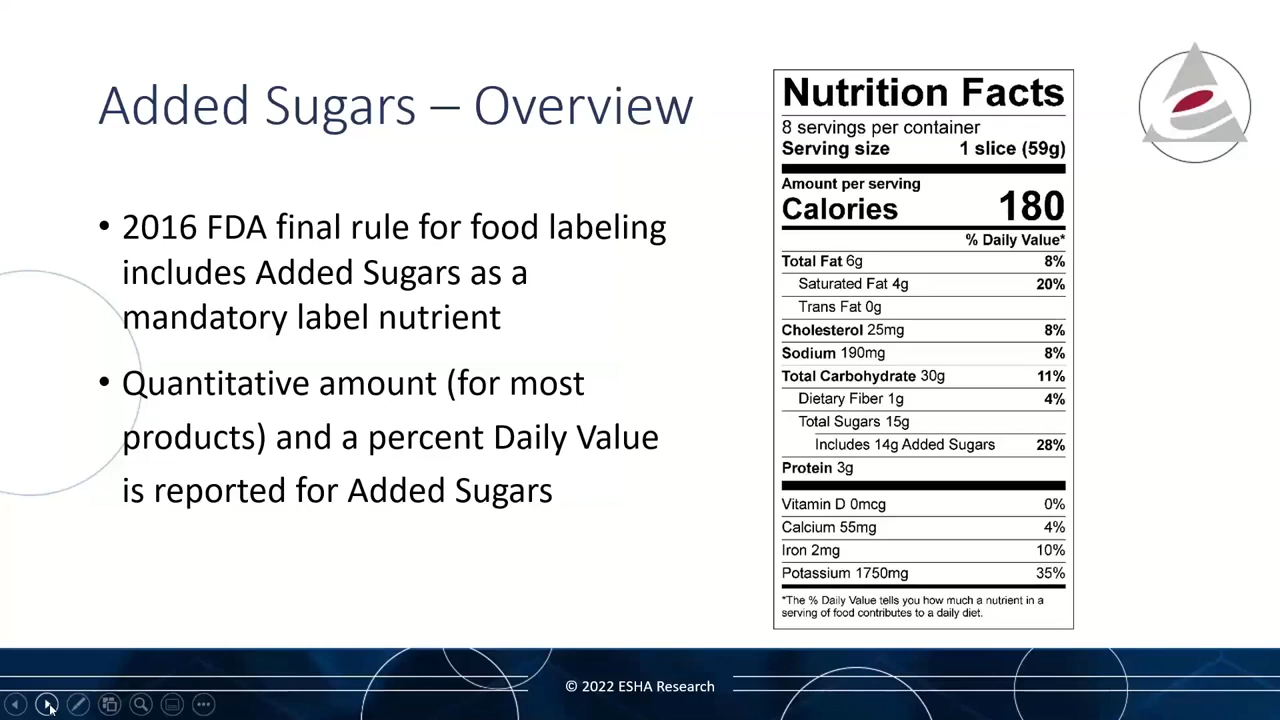 Added Sugars – Overview
• 2016 FDA final rule for food labeling
includes Added Sugars as a
mandatory label nutrient
• Quantitative amount (for most
products) and a percent Daily Value
is reported for Added Sugars
Nutrition Facts
8 servings per container
Serving size 1 slice (59g)
Amount per serving
Calories 180
% Daily Value*
Total Fat 6g 8%
Saturated Fat 4g 20%
Trans Fat 0g
Cholesterol 25mg 8%
Sodium 190mg 8%
Total Carbohydrate 30g 11%
Dietary Fiber 1g 4%
Total Sugars 15g
Includes 14g Added Sugars 28%
Protein 3g
Vitamin D 0mcg 0%
Calcium 55mg 4%
Iron 2mg 10%
Potassium 1750mg 35%
*The % Daily Value tells you how much a nutrient in a
serving of food contributes to a daily diet.
© 2022 ESHA Research